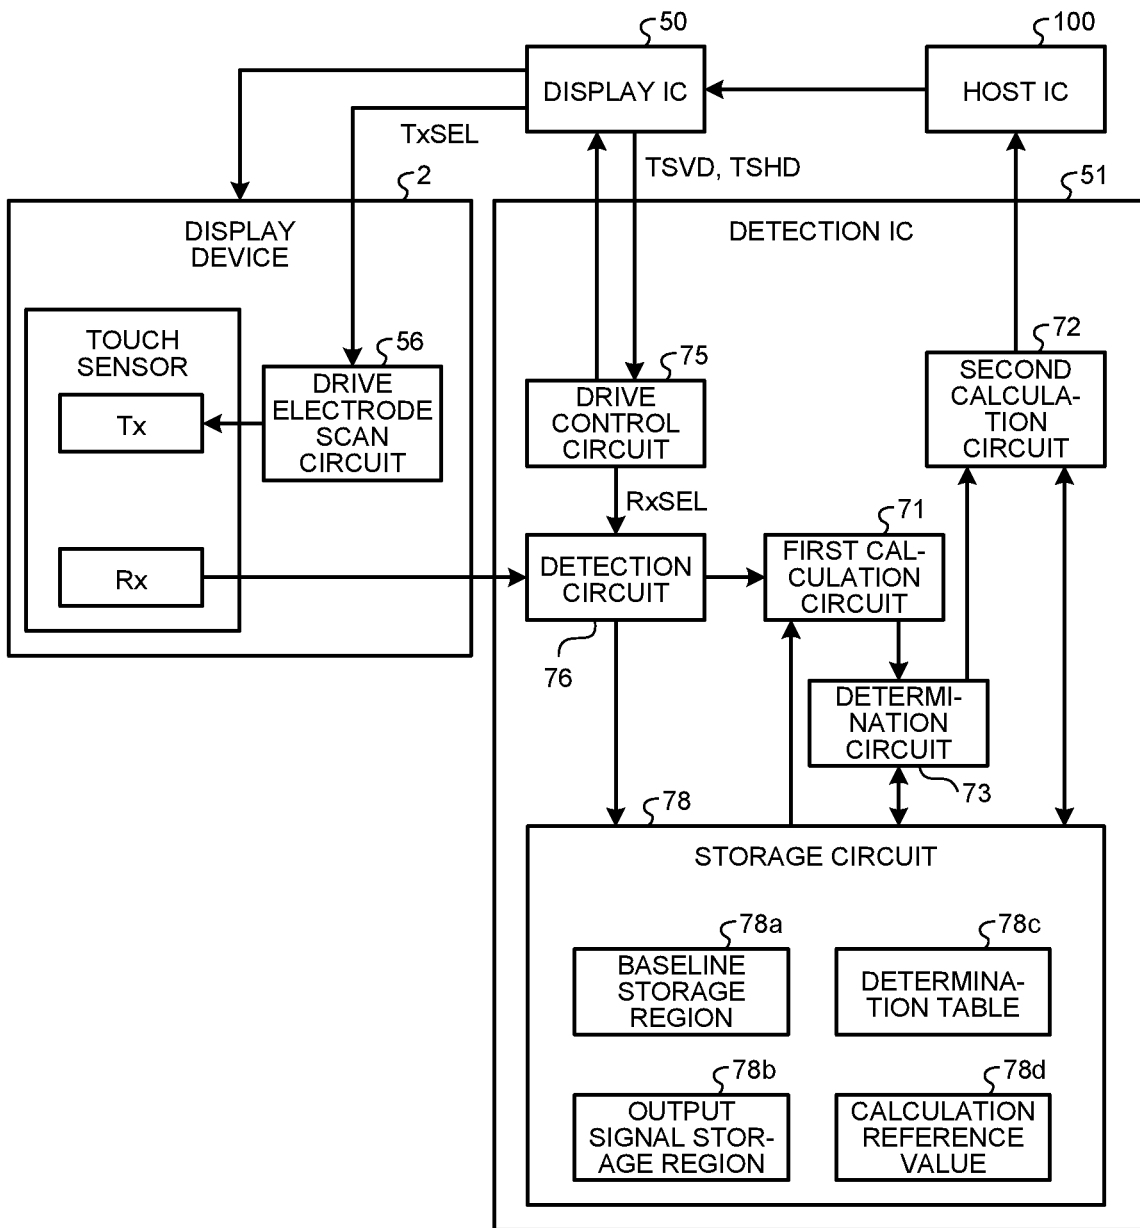 50
100
DISPLAY IC
HOST IC
TxSEL
TSVD, TSHD
2
51
DISPLAY
DEVICE
DETECTION IC
TOUCH
SENSOR
56
75
72
DRIVE
ELECTRODE
SCAN
CIRCUIT
DRIVE
CONTROL
CIRCUIT
SECOND
CALCULA-
TION
CIRCUIT
Tx
RxSEL
71
Rx
DETECTION
CIRCUIT
FIRST CAL-
CULATION
CIRCUIT
76
DETERMI-
NATION
CIRCUIT
73
78
STORAGE CIRCUIT
78a
78c
BASELINE
STORAGE
REGION
DETERMINA-
TION TABLE
78b
78d
OUTPUT
SIGNAL STOR-
AGE REGION
CALCULATION
REFERENCE
VALUE